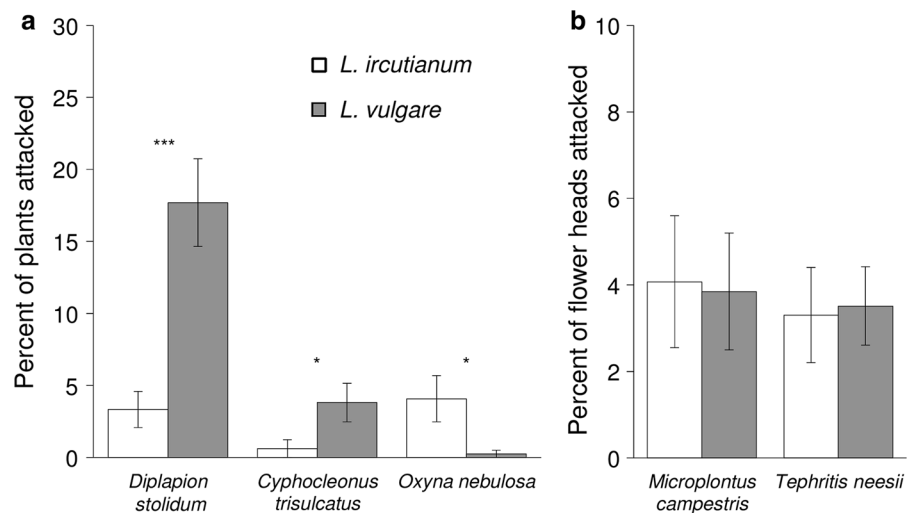 a
30
25
20
15
10
5
0
Percent of plants attacked
L. ircutianum
L. vulgare
***
*
*
Diplapion
stolidum
Cyphocleonus
trisulcatus
Oxyna nebulosa
b
10
8
6
4
2
0
Percent of flower heads attacked
Microplontus
campestris
Tephritis neesii